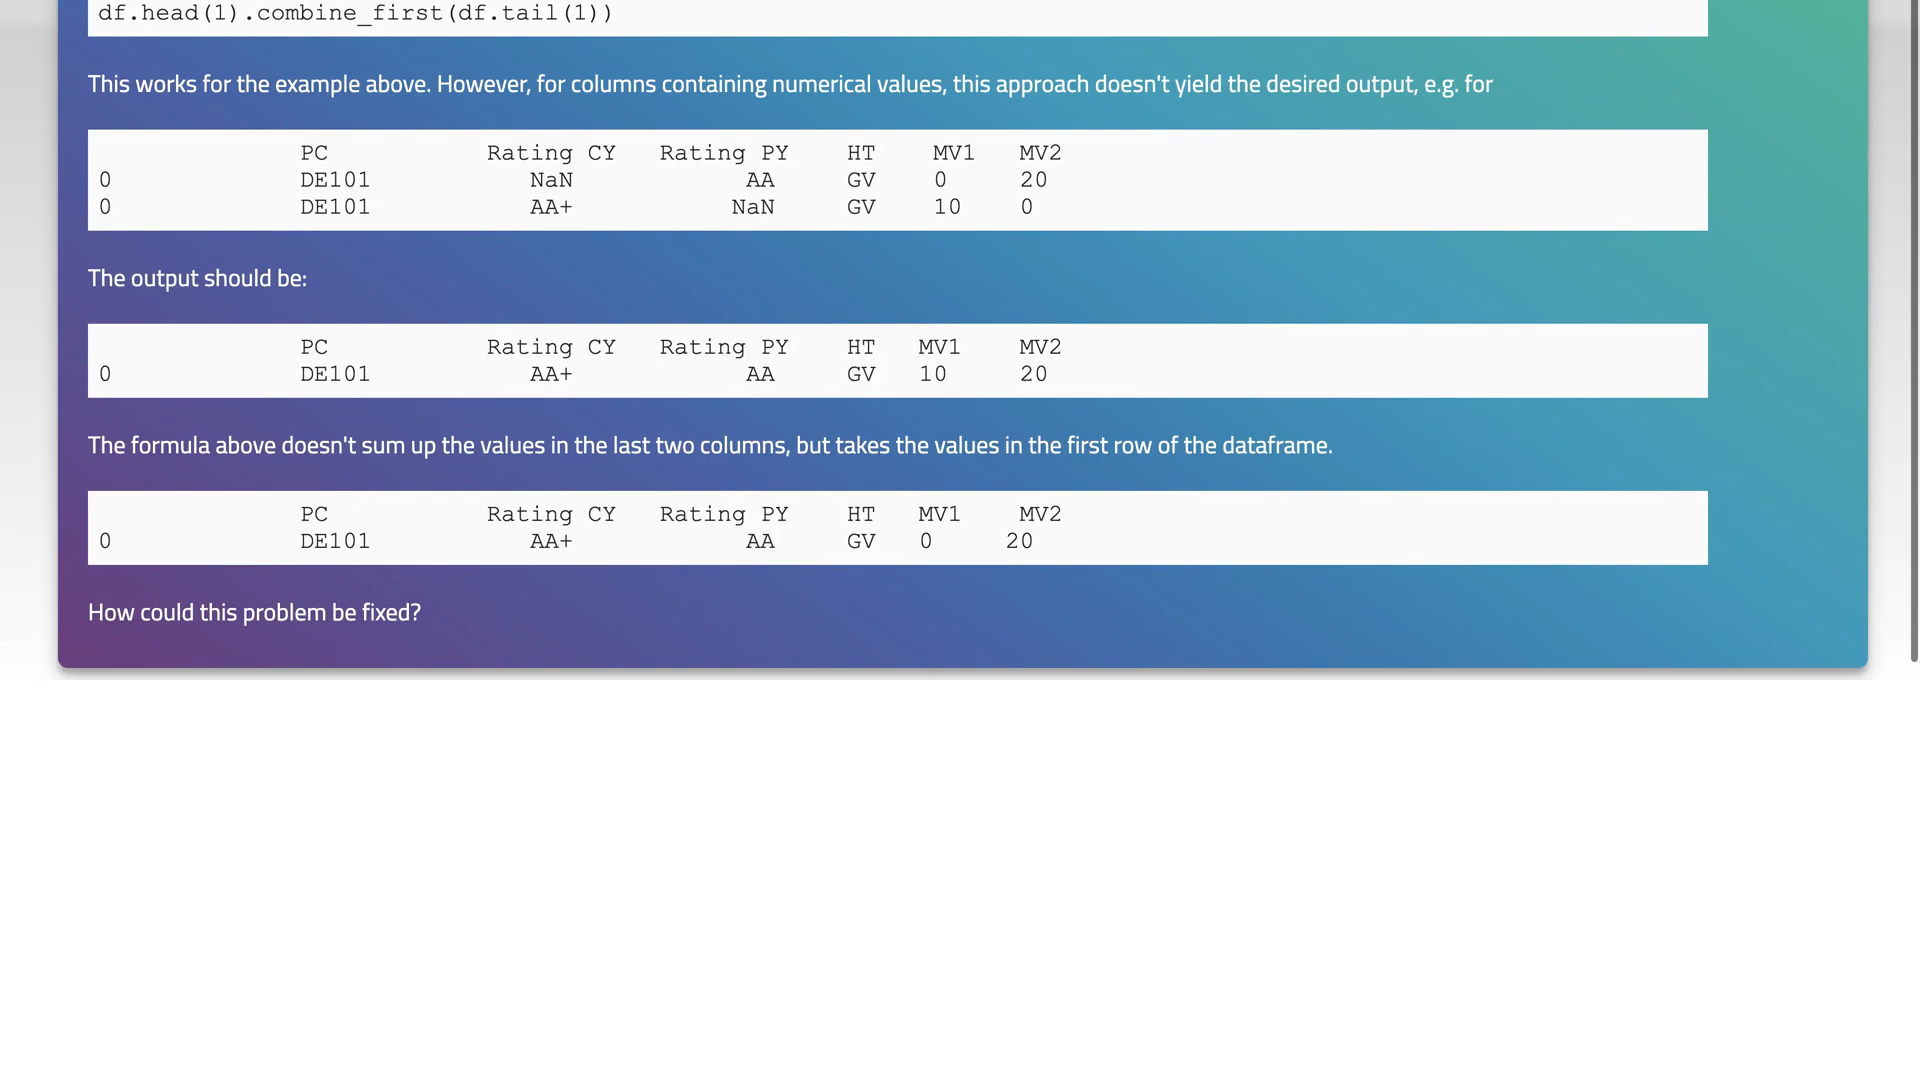 df.head(1).combine_first(df.tail(1))
This works for the example above. However, for columns containing numerical values, this approach doesn't yield the desired output, e.g. for
PC Rating CY Rating PY HT MV1 MV2
0 DE101 NaN AA GV 0 20
0 DE101 AA+ NaN GV 10 0
The output should be:
PC Rating CY Rating PY HT MV1 MV2
0 DE101 AA+ AA GV 10 20
The formula above doesn't sum up the values in the last two columns, but takes the values in the first row of the dataframe.
PC Rating CY Rating PY HT MV1 MV2
0 DE101 AA+ AA GV 0 20
How could this problem be fixed?